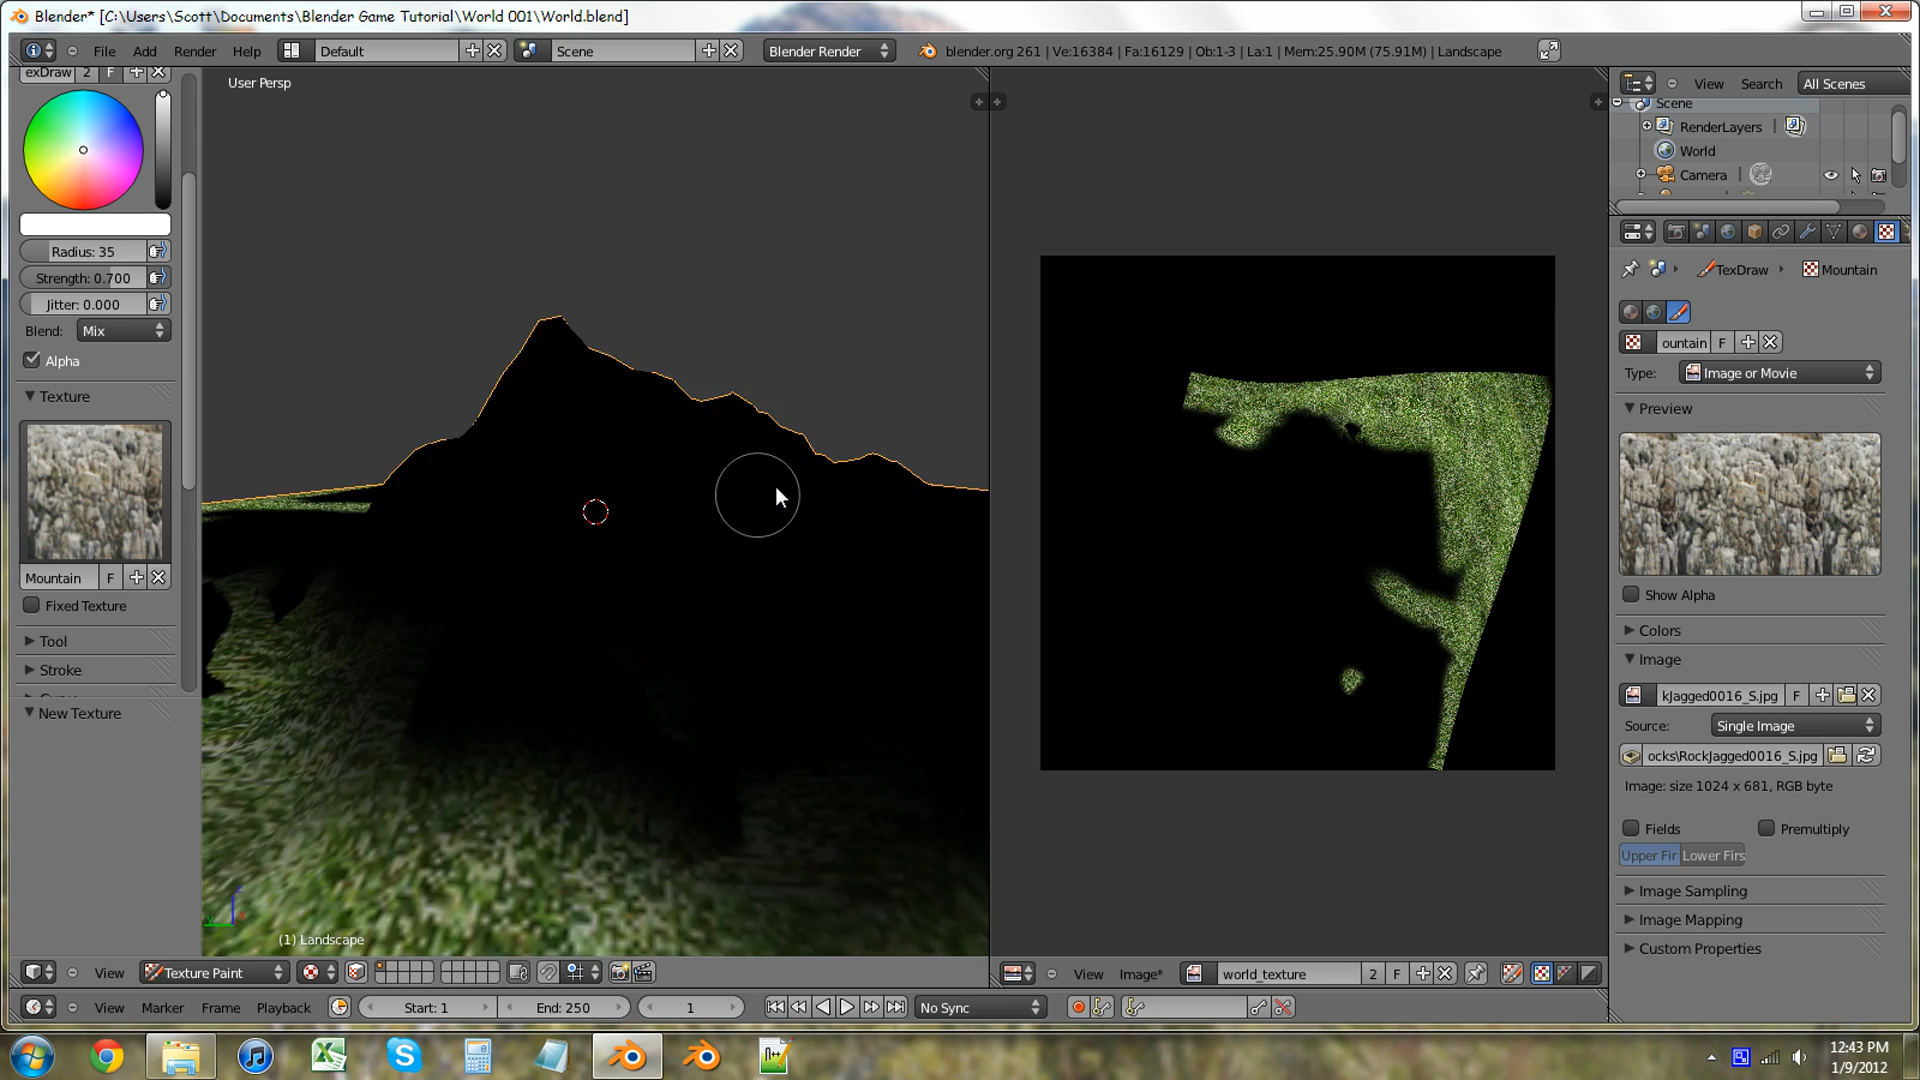 Blender* [C:\Users\Scott\Documents\Blender Game Tutorial\World 001\World.blend]
File Add Render Help Default Scene Blender Render blender.org 261 | Ve:16384 | Fa:16129 | Ob:1-3 | La:1 | Mem:25.90M (75.91M) | Landscape
exDraw 2 F
User Persp
View Search All Scenes
Scene
RenderLayers
World
Camera
Radius: 35
Strength: 0.700
Jitter: 0.000
Blend: Mix
Alpha
Texture
Mountain F
Fixed Texture
Tool
Stroke
New Texture
(1) Landscape
TexDraw Mountain
ountain F
Type: Image or Movie
Preview
Show Alpha
Colors
Image
kJagged0016_S.jpg F
Source: Single Image
ocks\RockJagged0016_S.jpg
Image: size 1024 x 681, RGB byte
Fields Premultiply
Upper Fir Lower Firs
Image Sampling
Image Mapping
Custom Properties
View Texture Paint
View Image* world_texture 2 F
View Marker Frame Playback Start: 1 End: 250 1 No Sync
12:43 PM
1/9/2012